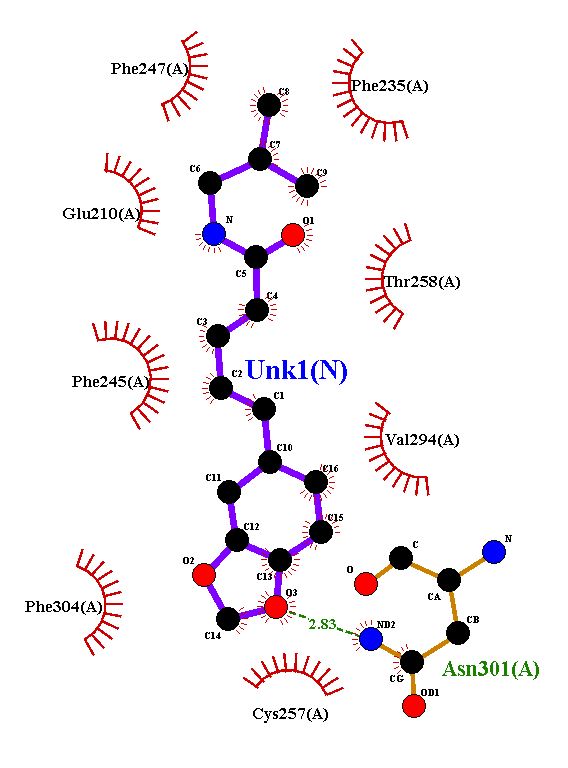 Phe247(A)
Phe235(A)
C8
C7
C6
C9
Glu210(A)
N
O1
C5
Thr258(A)
C4
C3
Phe245(A)
C2
Unk1(N)
C1
Val294(A)
C10
C16
C11
C15
C12
N
C
O2
C13
O
CA
O3
Phe304(A)
C14
2.83
ND2
CB
CG
Asn301(A)
OD1
Cys257(A)